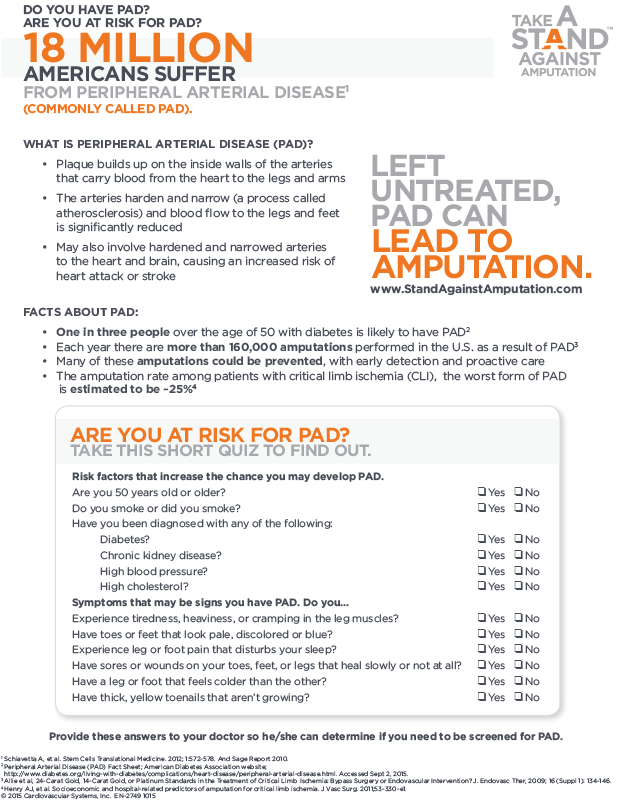 DO YOU HAVE PAD?
ARE YOU AT RISK FOR PAD?
18 MILLION
AMERICANS SUFFER
FROM PERIPHERAL ARTERIAL DISEASE¹
(COMMONLY CALLED PAD).
TAKE A
STAND™
AGAINST
AMPUTATION
WHAT IS PERIPHERAL ARTERIAL DISEASE (PAD)?
• Plaque builds up on the inside walls of the arteries
that carry blood from the heart to the legs and arms
• The arteries harden and narrow (a process called
atherosclerosis) and blood flow to the legs and feet
is significantly reduced
• May also involve hardened and narrowed arteries
to the heart and brain, causing an increased risk of
heart attack or stroke
LEFT
UNTREATED,
PAD CAN
LEAD TO
AMPUTATION.
www.StandAgainstAmputation.com
FACTS ABOUT PAD:
• One in three people over the age of 50 with diabetes is likely to have PAD²
• Each year there are more than 160,000 amputations performed in the U.S. as a result of PAD³
• Many of these amputations could be prevented, with early detection and proactive care
• The amputation rate among patients with critical limb ischemia (CLI), the worst form of PAD
is estimated to be ~25%⁴
ARE YOU AT RISK FOR PAD?
TAKE THIS SHORT QUIZ TO FIND OUT.
Risk factors that increase the chance you may develop PAD.
Are you 50 years old or older? ❑ Yes ❑ No
Do you smoke or did you smoke? ❑ Yes ❑ No
Have you been diagnosed with any of the following:
Diabetes? ❑ Yes ❑ No
Chronic kidney disease? ❑ Yes ❑ No
High blood pressure? ❑ Yes ❑ No
High cholesterol? ❑ Yes ❑ No
Symptoms that may be signs you have PAD. Do you...
Experience tiredness, heaviness, or cramping in the leg muscles? ❑ Yes ❑ No
Have toes or feet that look pale, discolored or blue? ❑ Yes ❑ No
Experience leg or foot pain that disturbs your sleep? ❑ Yes ❑ No
Have sores or wounds on your toes, feet, or legs that heal slowly or not at all? ❑ Yes ❑ No
Have a leg or foot that feels colder than the other? ❑ Yes ❑ No
Have thick, yellow toenails that aren't growing? ❑ Yes ❑ No
Provide these answers to your doctor so he/she can determine if you need to be screened for PAD.
¹ Schiavetta A, et al. Stem Cells Translational Medicine. 2012; 1:572-578. And Sage Report 2010.
² Peripheral Arterial Disease (PAD) Fact Sheet; American Diabetes Association website;
http://www.diabetes.org/living-with-diabetes/complications/heart-disease/peripheral-arterial-disease.html. Accessed Sept 2, 2015.
³ Allie et al, 24-Carat Gold, 14-Carat Gold, or Platinum Standards in the Treatment of Critical Limb Ischemia: Bypass Surgery or Endovascular Intervention? J. Endovasc Ther, 2009; 16 (Suppl 1): 134-146.
⁴ Henry AJ, et al. Socioeconomic and hospital-related predictors of amputation for critical limb ischemia. J Vasc Surg. 2011;53-330-e1.
© 2015 Cardiovascular Systems, Inc. EN-2749 1015